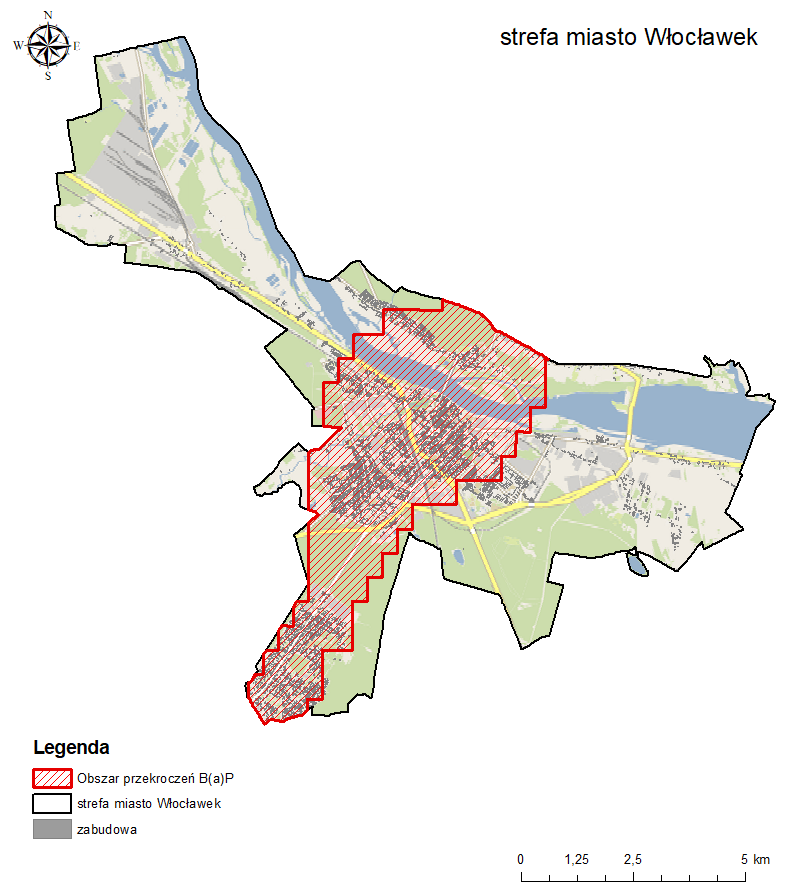 N
W E
S
strefa miasto Włocławek
Legenda
Obszar przekroczeń B(a)P
strefa miasto Włocławek
zabudowa
0 1,25 2,5 5 km